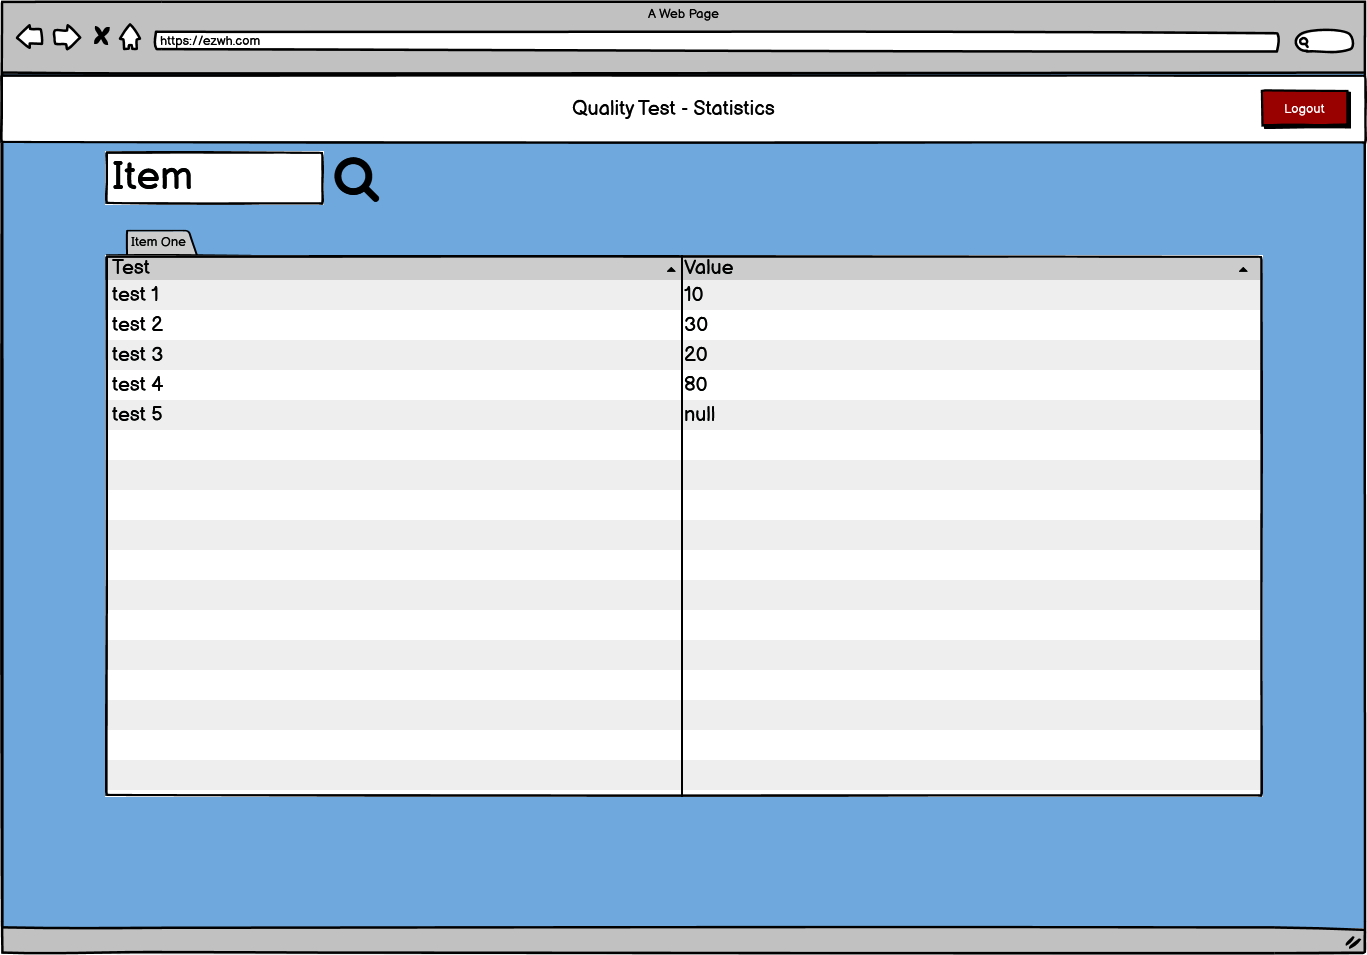 A Web Page
https://ezwh.com
Quality Test - Statistics
Logout
Item
Item One
Test Value
test 1 10
test 2 30
test 3 20
test 4 80
test 5 null